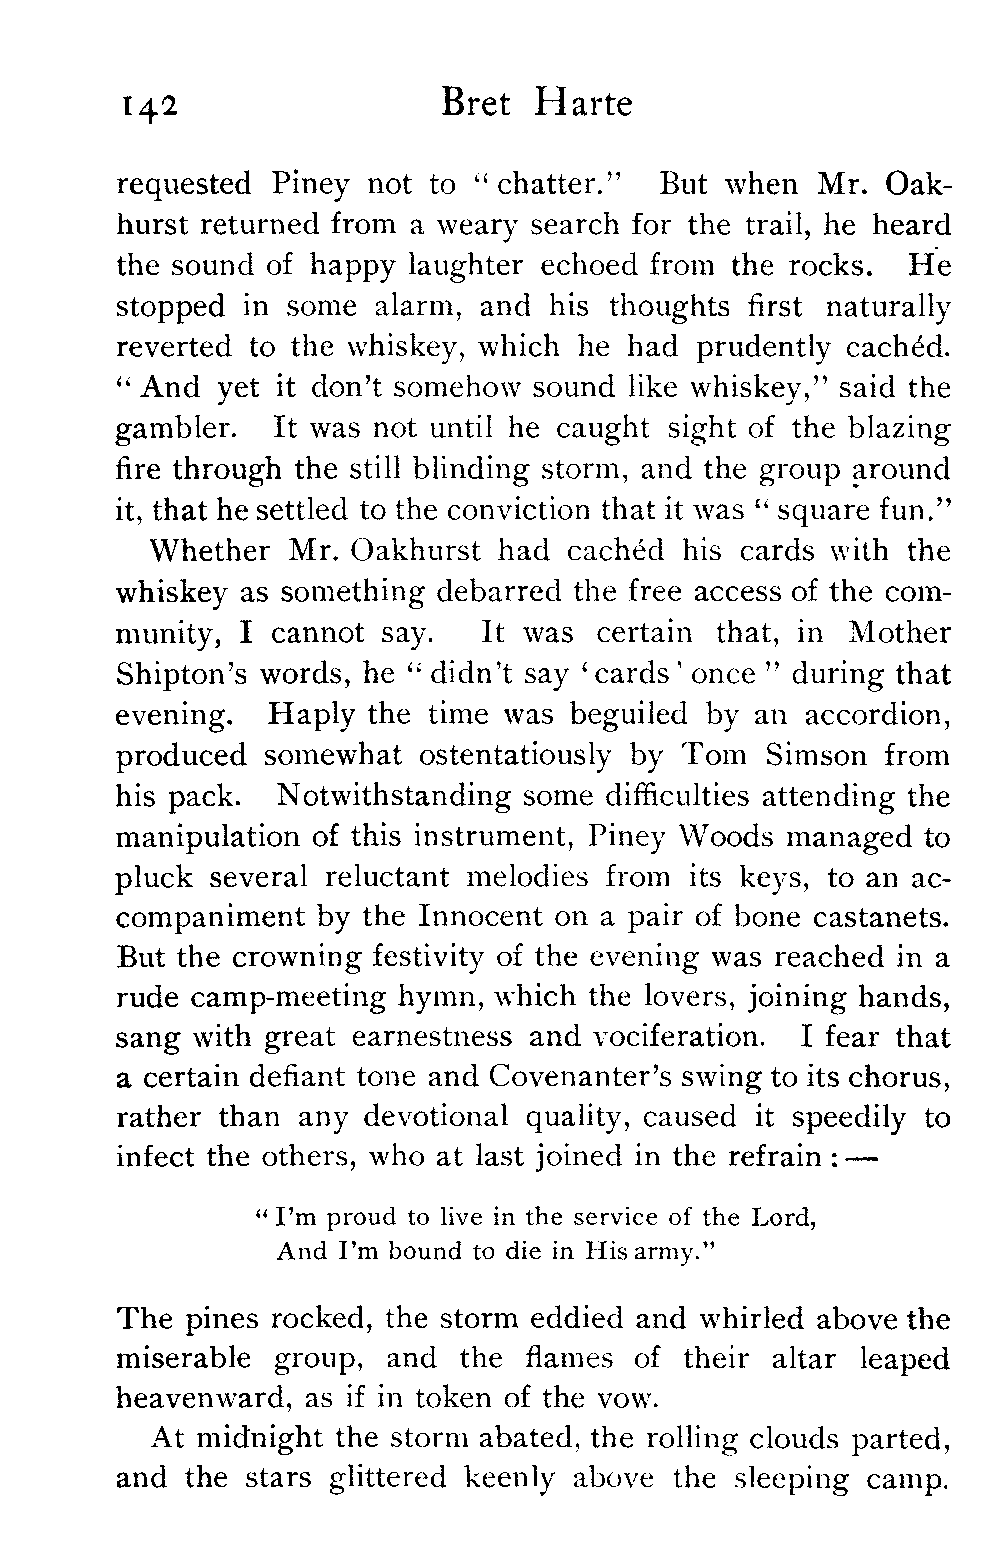 142 Bret Harte
requested Piney not to “ chatter.” But when Mr. Oak-
hurst returned from a weary search for the trail, he heard
the sound of happy laughter echoed from the rocks. He
stopped in some alarm, and his thoughts first naturally
reverted to the whiskey, which he had prudently cachéd.
“ And yet it don't somehow sound like whiskey,” said the
gambler. It was not until he caught sight of the blazing
fire through the still blinding storm, and the group around
it, that he settled to the conviction that it was “ square fun.”
Whether Mr. Oakhurst had cachéd his cards with the
whiskey as something debarred the free access of the com-
munity, I cannot say. It was certain that, in Mother
Shipton's words, he “ didn't say ‘ cards ’ once ” during that
evening. Haply the time was beguiled by an accordion,
produced somewhat ostentatiously by Tom Simson from
his pack. Notwithstanding some difficulties attending the
manipulation of this instrument, Piney Woods managed to
pluck several reluctant melodies from its keys, to an ac-
companiment by the Innocent on a pair of bone castanets.
But the crowning festivity of the evening was reached in a
rude camp-meeting hymn, which the lovers, joining hands,
sang with great earnestness and vociferation. I fear that
a certain defiant tone and Covenanter's swing to its chorus,
rather than any devotional quality, caused it speedily to
infect the others, who at last joined in the refrain : —
“ I'm proud to live in the service of the Lord,
And I'm bound to die in His army.”
The pines rocked, the storm eddied and whirled above the
miserable group, and the flames of their altar leaped
heavenward, as if in token of the vow.
At midnight the storm abated, the rolling clouds parted,
and the stars glittered keenly above the sleeping camp.